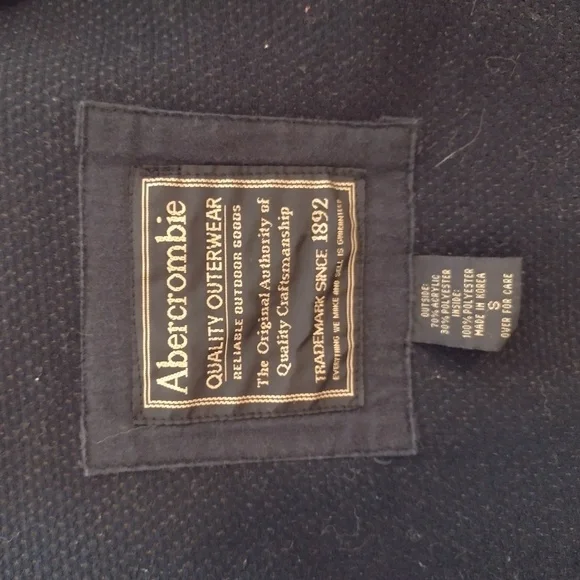 Abercrombie
QUALITY OUTERWEAR
RELIABLE OUTDOOR GOODS
The Original Authority of
Quality Craftsmanship
TRADEMARK SINCE 1892
EVERYTHING WE MAKE AND SELL IS GUARANTEED
OUTSIDE:
70% ACRYLIC
30% POLYESTER
INSIDE:
100% POLYESTER
MADE IN KOREA
S
OVER FOR CARE